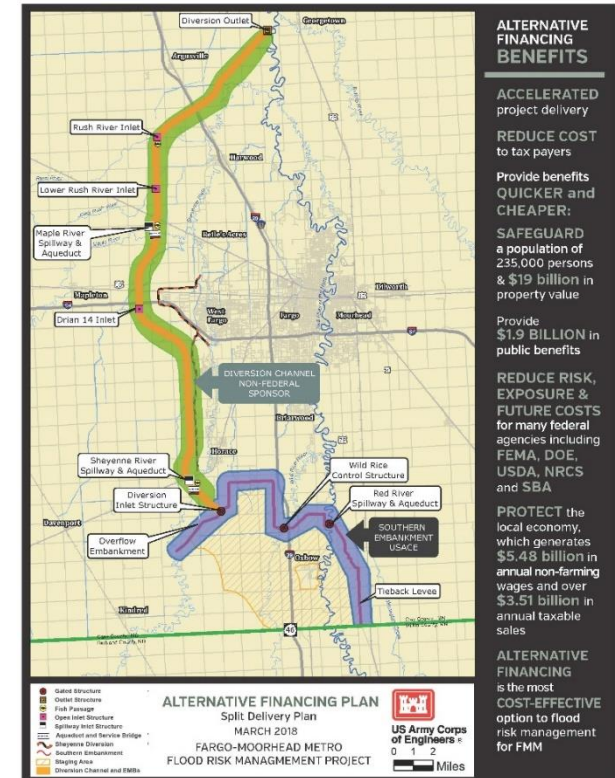 Diversion Outlet
Georgetown
Argusville
Rush River Inlet
Harwood
Lower Rush River Inlet
Maple River
Spillway &
Aqueduct
Reile's Acres
Mapleton
Drian 14 Inlet
West
Fargo
Fargo
Moorhead
Dilworth
DIVERSION CHANNEL
NON-FEDERAL
SPONSOR
Briarwood
Horace
Sheyenne River
Spillway & Aqueduct
Wild Rice
Control Structure
Diversion
Inlet Structure
Red River
Spillway & Aqueduct
Davenport
Overflow
Embankment
SOUTHERN
EMBANKMENT
USACE
Oxbow
Kindred
Tieback Levee
46
Gated Structure
Outlet Structure
Fish Passage
Open Inlet Structure
Spillway Inlet Structure
Aqueduct and Service Bridge
Sheyenne Diversion
Southern Embankment
Staging Area
Diversion Channel and EMBs
ALTERNATIVE FINANCING PLAN
Split Delivery Plan
MARCH 2018
FARGO-MOORHEAD METRO
FLOOD RISK MANAGMEMENT PROJECT
US Army Corps
of Engineers ®
0 1 2
Miles
ALTERNATIVE
FINANCING
BENEFITS
ACCELERATED
project delivery
REDUCE COST
to tax payers
Provide benefits
QUICKER and
CHEAPER:
SAFEGUARD
a population of
235,000 persons
& $19 billion in
property value
Provide
$1.9 BILLION in
public benefits
REDUCE RISK,
EXPOSURE &
FUTURE COSTS
for many federal
agencies including
FEMA, DOE,
USDA, NRCS
and SBA
PROTECT the
local economy,
which generates
$5.48 billion in
annual non-farming
wages and over
$3.51 billion in
annual taxable
sales
ALTERNATIVE
FINANCING
is the most
COST-EFFECTIVE
option to flood
risk management
for FMM